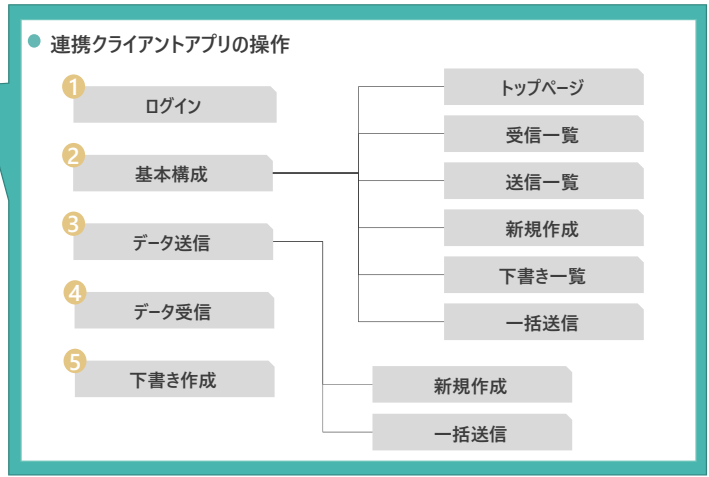 連携クライアントアプリの操作
1
ログイン
2
基本構成
トップページ
受信一覧
送信一覧
新規作成
下書き一覧
一括送信
3
データ送信
新規作成
一括送信
4
データ受信
5
下書き作成